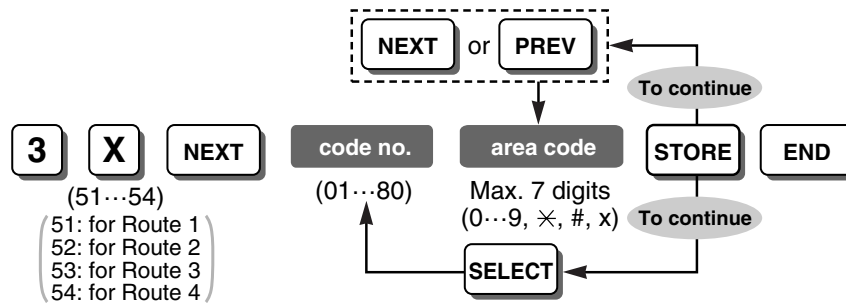 NEXT or PREV
To continue
3 X NEXT code no. area code STORE END
(51···54) (01···80) Max. 7 digits
(0···9, ✳, #, x)
To continue
51: for Route 1
52: for Route 2
53: for Route 3
54: for Route 4
SELECT